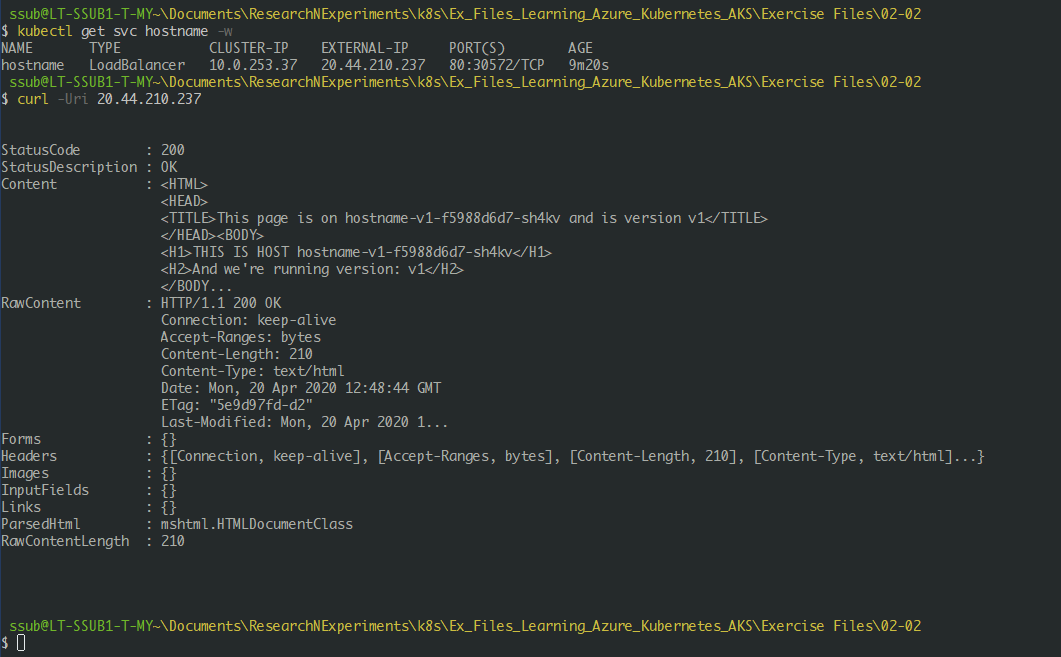 ssub@LT-SSUB1-T-MY~\Documents\ResearchNExperiments\k8s\Ex_Files_Learning_Azure_Kubernetes_AKS\Exercise Files\02-02
$ kubectl get svc hostname -w
NAME       TYPE           CLUSTER-IP    EXTERNAL-IP     PORT(S)        AGE
hostname   LoadBalancer   10.0.253.37   20.44.210.237   80:30572/TCP   9m20s
ssub@LT-SSUB1-T-MY~\Documents\ResearchNExperiments\k8s\Ex_Files_Learning_Azure_Kubernetes_AKS\Exercise Files\02-02
$ curl -Uri 20.44.210.237
StatusCode        : 200
StatusDescription : OK
Content           : <HTML>
                    <HEAD>
                    <TITLE>This page is on hostname-v1-f5988d6d7-sh4kv and is version v1</TITLE>
                    </HEAD><BODY>
                    <H1>THIS IS HOST hostname-v1-f5988d6d7-sh4kv</H1>
                    <H2>And we're running version: v1</H2>
                    </BODY...
RawContent        : HTTP/1.1 200 OK
                    Connection: keep-alive
                    Accept-Ranges: bytes
                    Content-Length: 210
                    Content-Type: text/html
                    Date: Mon, 20 Apr 2020 12:48:44 GMT
                    ETag: "5e9d97fd-d2"
                    Last-Modified: Mon, 20 Apr 2020 1...
Forms             : {}
Headers           : {[Connection, keep-alive], [Accept-Ranges, bytes], [Content-Length, 210], [Content-Type, text/html]...}
Images            : {}
InputFields       : {}
Links             : {}
ParsedHtml        : mshtml.HTMLDocumentClass
RawContentLength  : 210
ssub@LT-SSUB1-T-MY~\Documents\ResearchNExperiments\k8s\Ex_Files_Learning_Azure_Kubernetes_AKS\Exercise Files\02-02
$